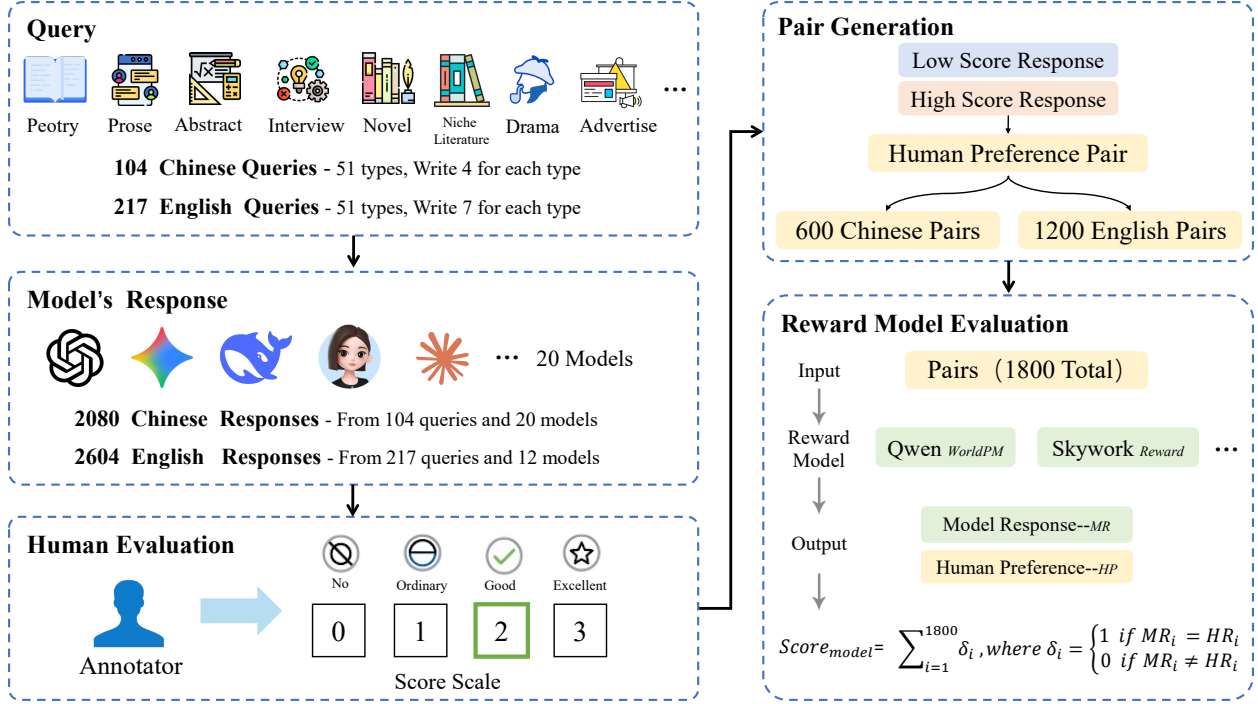 Query
Peotry
Prose
Abstract
Interview
Novel
Niche
Literature
Drama
Advertise
...
104 Chinese Queries - 51 types, Write 4 for each type
217 English Queries - 51 types, Write 7 for each type
Model's Response
... 20 Models
2080 Chinese Responses - From 104 queries and 20 models
2604 English Responses - From 217 queries and 12 models
Human Evaluation
Annotator
No
Ordinary
Good
Excellent
0
1
2
3
Score Scale
Pair Generation
Low Score Response
High Score Response
Human Preference Pair
600 Chinese Pairs
1200 English Pairs
Reward Model Evaluation
Input
Pairs（1800 Total）
Reward
Model
Qwen WorldPM
Skywork Reward
...
Output
Model Response--MR
Human Preference--HP
Score_model= ∑_{i=1}^{1800} δ_i , where δ_i = {1 if MR_i = HR_i
0 if MR_i ≠ HR_i